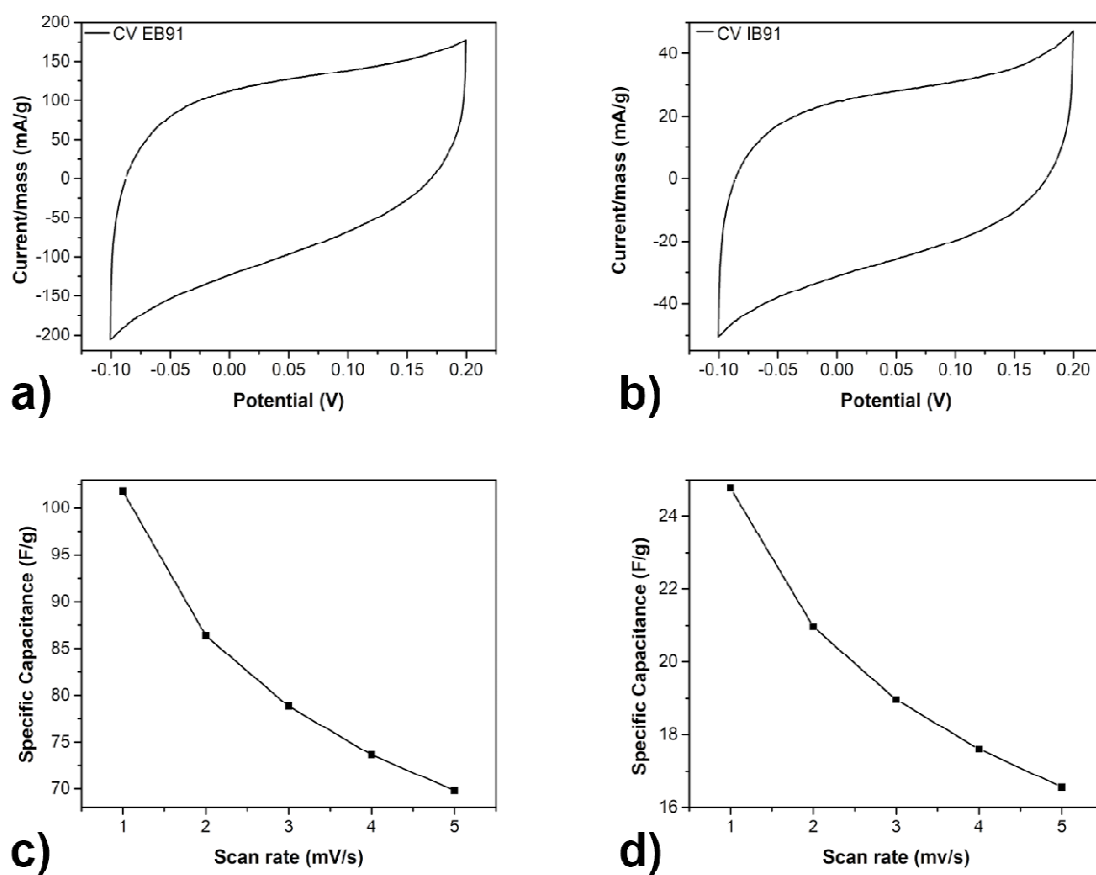 CV EB91
200
150
100
50
0
-50
-100
-150
-200
Current/mass (mA/g)
-0.10 -0.05 0.00 0.05 0.10 0.15 0.20
Potential (V)
a)
CV IB91
40
20
0
-20
-40
Current/mass (mA/g)
-0.10 -0.05 0.00 0.05 0.10 0.15 0.20
Potential (V)
b)
100
95
90
85
80
75
70
Specific Capacitance (F/g)
1 2 3 4 5
Scan rate (mV/s)
c)
24
22
20
18
16
Specific Capacitance (F/g)
1 2 3 4 5
Scan rate (mv/s)
d)